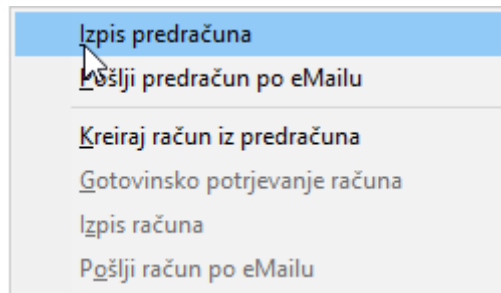 Izpis predračuna
Pošlji predračun po eMailu
Kreiraj račun iz predračuna
Gotovinsko potrjevanje računa
Izpis računa
Pošlji račun po eMailu